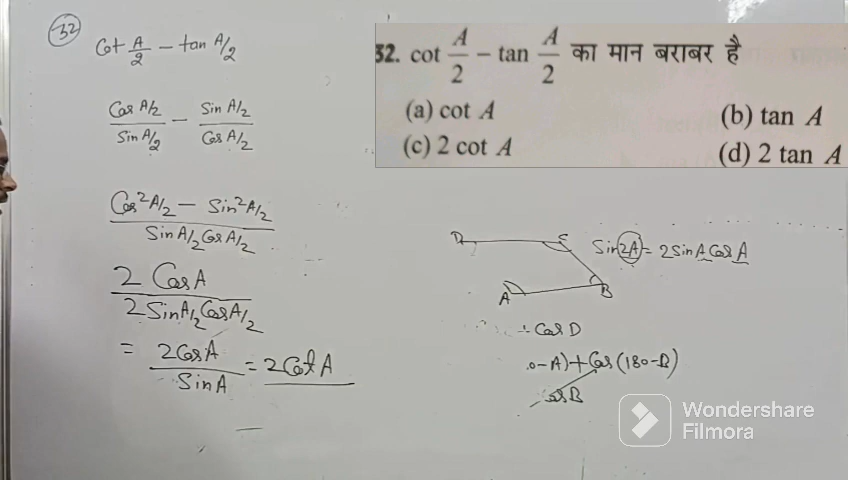 32
Cot A/2 - tan A/2
Cos A/2 / Sin A/2 - Sin A/2 / Cos A/2
Cos²A/2 - Sin²A/2 / Sin A/2 Cos A/2
2 Cos A / 2 Sin A/2 Cos A/2
= 2 Cos A / Sin A = 2 Cot A
32. cot A/2 - tan A/2 का मान बराबर है
(a) cot A
(b) tan A
(c) 2 cot A
(d) 2 tan A
D C
A B
Sin 2A = 2 Sin A Cos A
Cos D
-A) + Cos (180-B)
Wondershare
Filmora